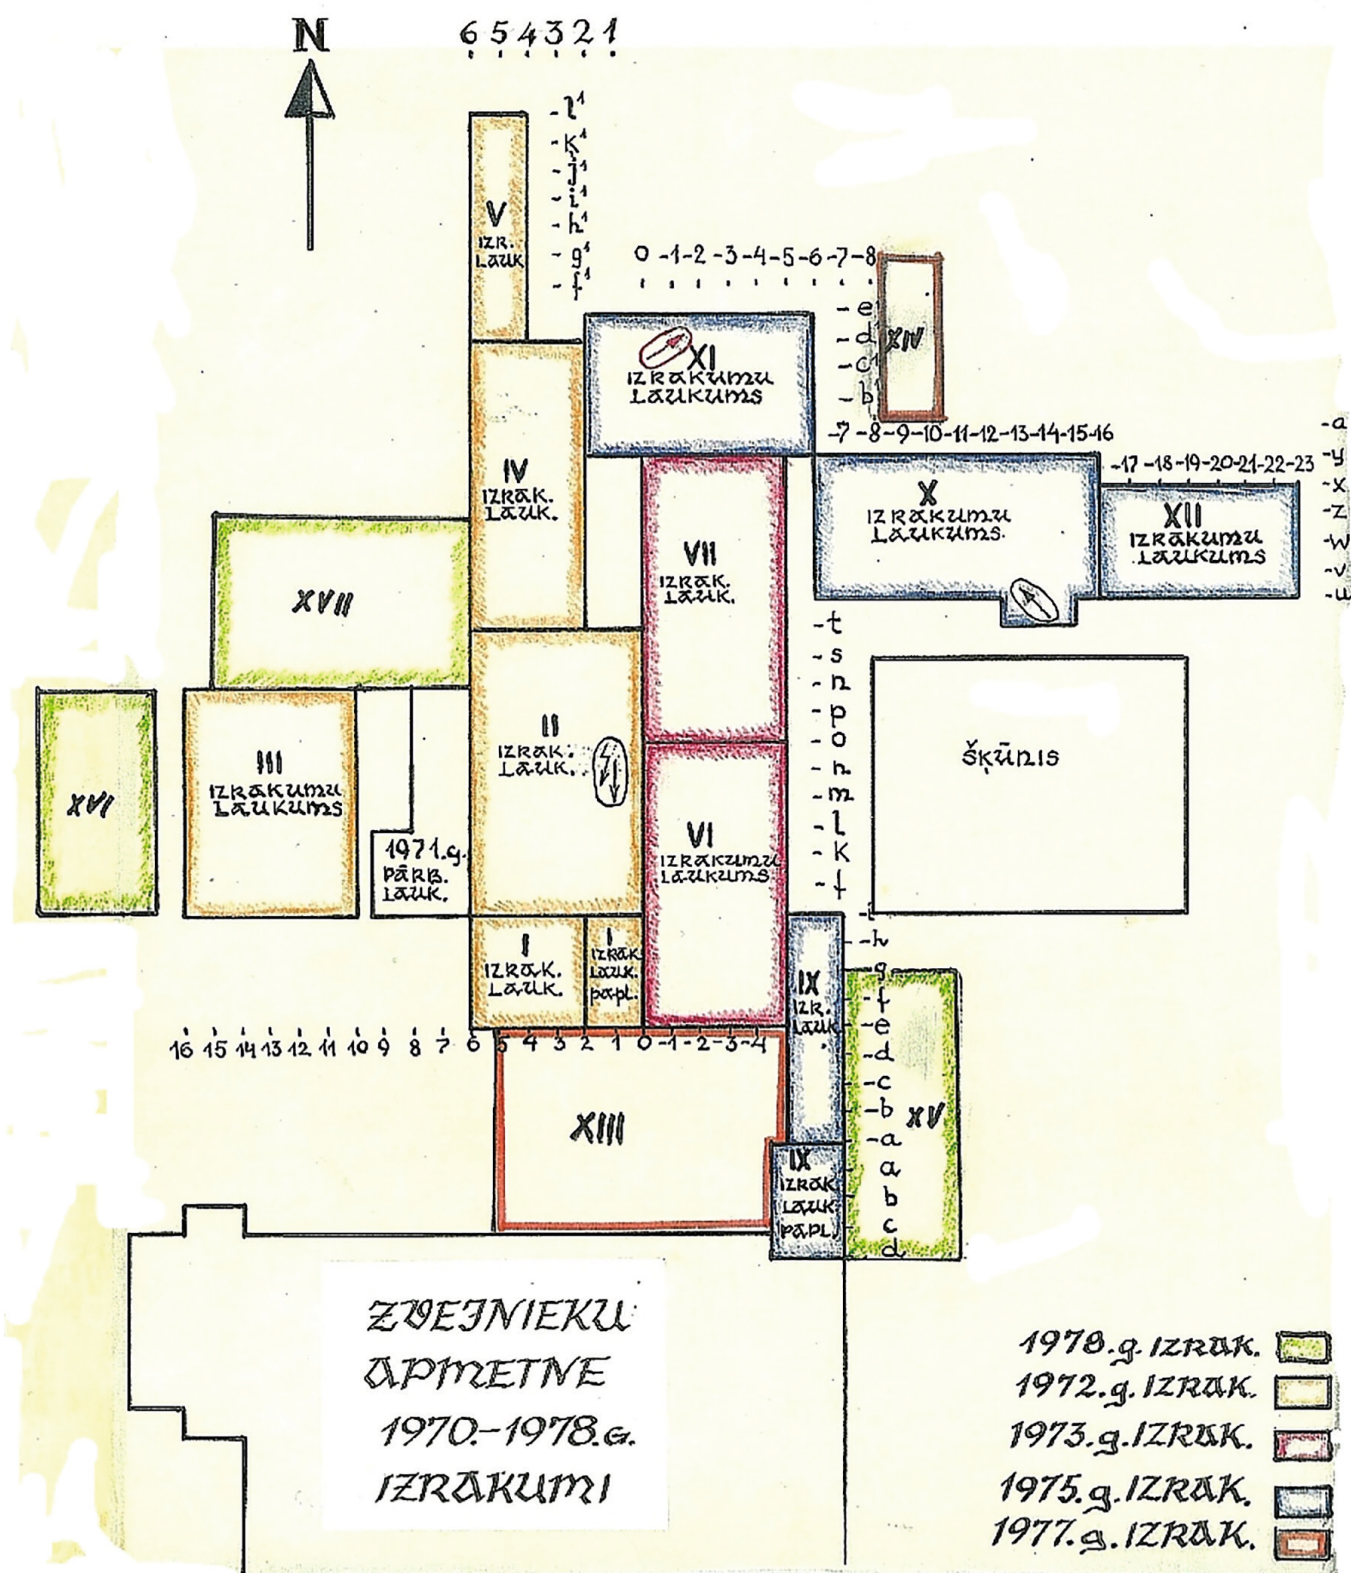 N
6 5 4 3 2 1
- l¹
- ķ¹
- j¹
- i¹
- h¹
- g¹
- f¹
V
IZR.
LAUK
0 -1-2 -3-4-5-6-7-8
- e¹
- d¹
- c¹
- b¹
XIV
XI
IZRAKUMU
LAUKUMS
-7-8-9-10-11-12-13-14-15-16
-17-18-19-20-21-22-23
-a
-y
-x
-z
-w
-v
-u
IV
IZRAK.
LAUK.
X
IZRAKUMU
LAUKUMS.
XII
IZRAKUMU
LAUKUMS
VII
IZRAK.
LAUK.
XVII
-t
-s
-n
-p
-o
-n
-m
-l
-k
-f
II
IZRAK.
LAUK.
ŠĶŪNIS
III
IZRAKUMU
LAUKUMS
XVI
VI
IZRAKUMU
LAUKUMS
1971.g.
PĀRB.
LAUK.
I
IZRAK.
LAUK.
I
IZRAK.
LAUK.
papl.
IX
IZR.
LAUK.
-h
-g
-f
-e
-d
-c
-b
-a
a
b
c
d
XV
16 15 14 13 12 11 10 9 8 7 6 5 4 3 2 1 0 -1-2-3-4
XIII
IX
IZRAK
LAUK
PAPL.
ZVEJNIEKU
APMETNE
1970.-1978.G.
IZRAKUMI
1978.g. IZRAK.
1972.g. IZRAK.
1973.g. IZRAK.
1975.g. IZRAK.
1977.g. IZRAK.